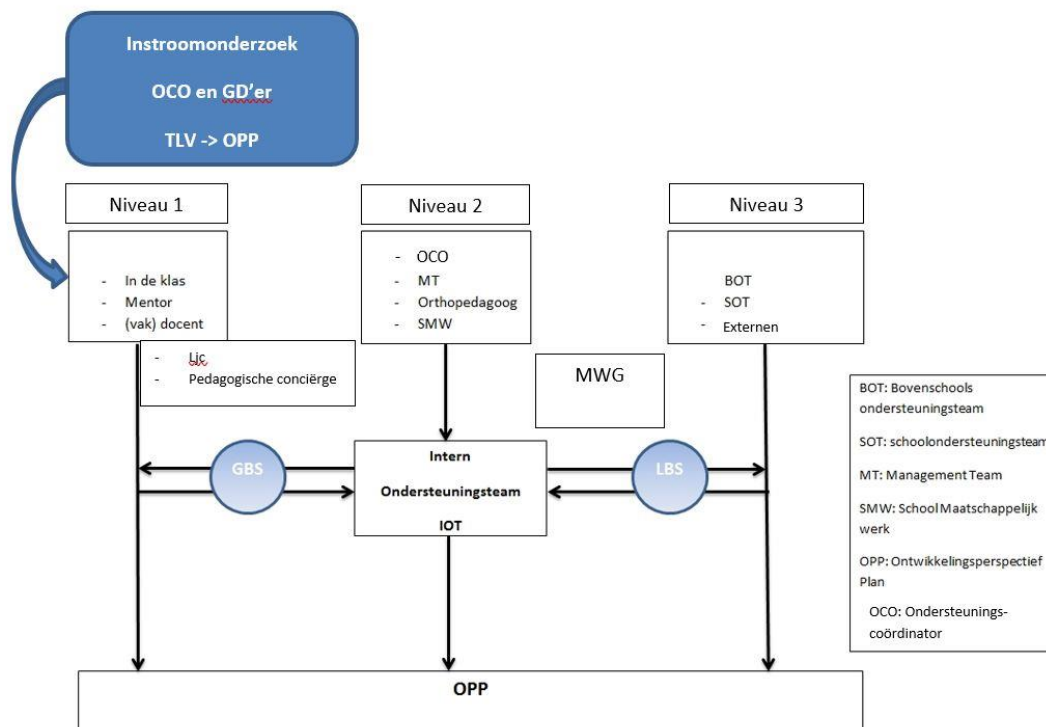 Instroomonderzoek
OCO en GD'er
TLV -> OPP
Niveau 1
Niveau 2
Niveau 3
- In de klas
- Mentor
- (vak) docent
- OCO
- MT
- Orthopedagoog
- SMW
BOT
- SOT
- Externen
- Ljc
- Pedagogische conciërge
MWG
GBS
Intern
Ondersteuningsteam
IOT
LBS
BOT: Bovenschools
ondersteuningsteam
SOT: schoolondersteuningsteam
MT: Management Team
SMW: School Maatschappelijk
werk
OPP: Ontwikkelingsperspectief
Plan
OCO: Ondersteunings-
coördinator
OPP